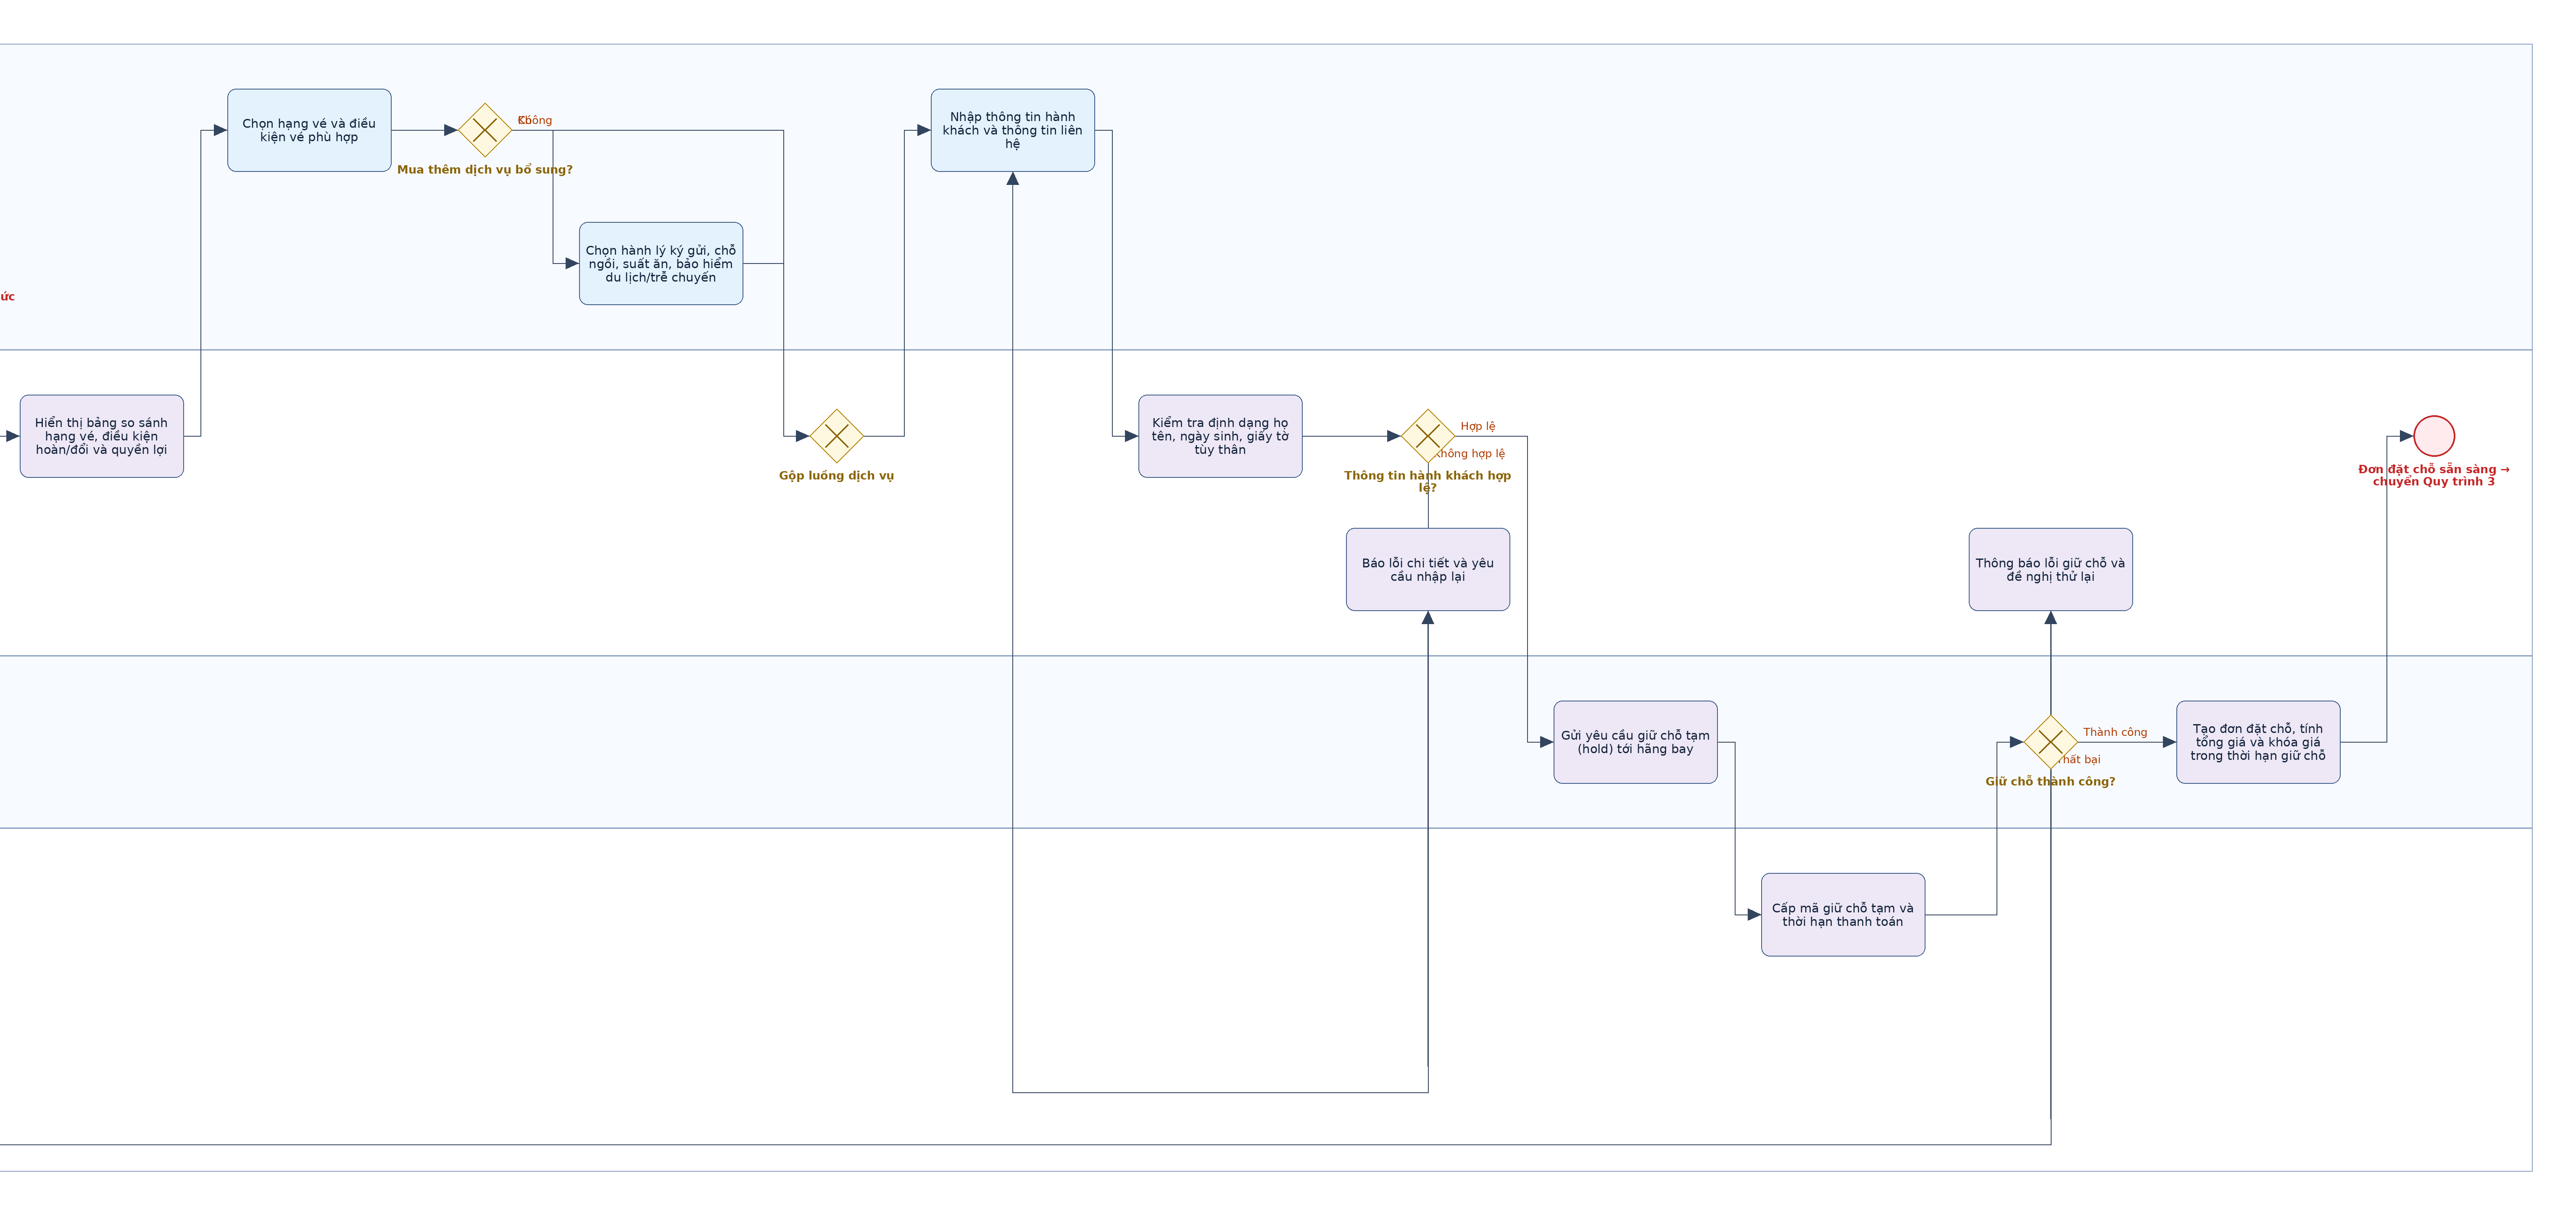 Chọn hạng vé và điều
kiện vé phù hợp
Không
Mua thêm dịch vụ bổ sung?
Nhập thông tin hành
khách và thông tin liên
hệ
Chọn hành lý ký gửi, chỗ
ngồi, suất ăn, bảo hiểm
du lịch/trễ chuyến
ức
Hiển thị bảng so sánh
hạng vé, điều kiện
hoàn/đổi và quyền lợi
Gộp luồng dịch vụ
Kiểm tra định dạng họ
tên, ngày sinh, giấy tờ
tùy thân
Hợp lệ
Không hợp lệ
Thông tin hành khách hợp
lệ?
Đơn đặt chỗ sẵn sàng →
chuyển Quy trình 3
Báo lỗi chi tiết và yêu
cầu nhập lại
Thông báo lỗi giữ chỗ và
đề nghị thử lại
Gửi yêu cầu giữ chỗ tạm
(hold) tới hãng bay
Thành công
Thất bại
Giữ chỗ thành công?
Tạo đơn đặt chỗ, tính
tổng giá và khóa giá
trong thời hạn giữ chỗ
Cấp mã giữ chỗ tạm và
thời hạn thanh toán